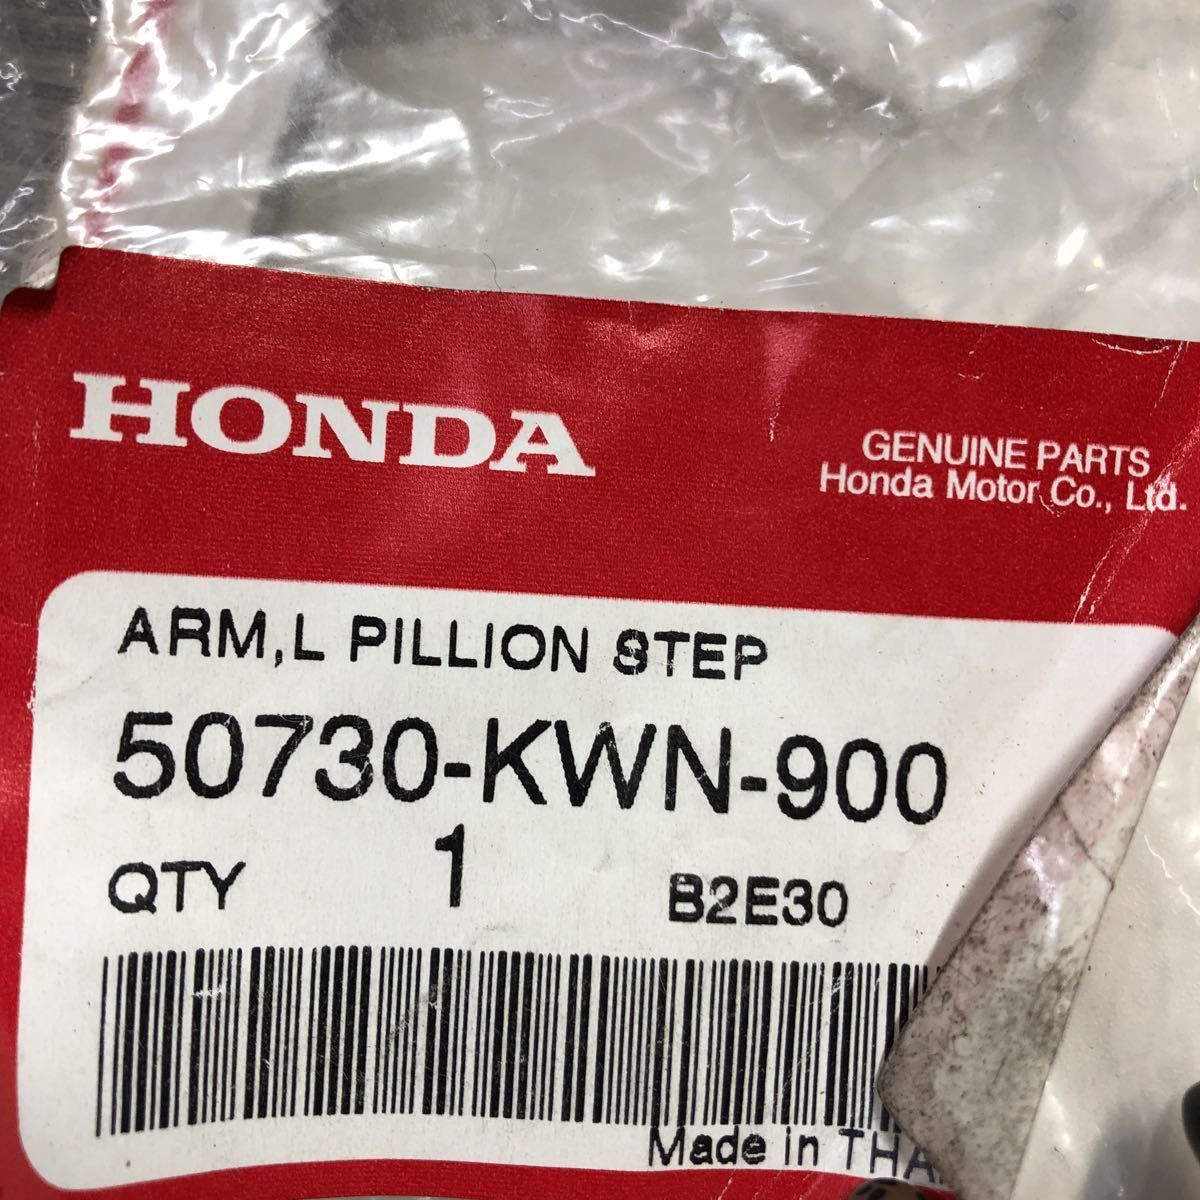 HONDA
GENUINE PARTS
Honda Motor Co., Ltd.
ARM,L PILLION STEP
50730-KWN-900
QTY 1 B2E30
Made in THA